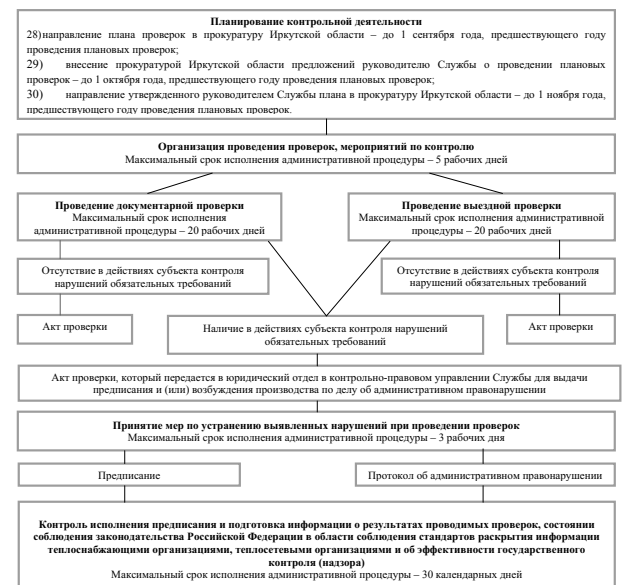 Планирование контрольной деятельности
28)направление плана проверок в прокуратуру Иркутской области – до 1 сентября года, предшествующего году
проведения плановых проверок;
29) внесение прокуратурой Иркутской области предложений руководителю Службы о проведении плановых
проверок – до 1 октября года, предшествующего году проведения плановых проверок;
30) направление утвержденного руководителем Службы плана в прокуратуру Иркутской области – до 1 ноября года,
предшествующего году проведения плановых проверок.
Организация проведения проверок, мероприятий по контролю
Максимальный срок исполнения административной процедуры – 5 рабочих дней
Проведение документарной проверки
Максимальный срок исполнения
административной процедуры – 20 рабочих дней
Проведение выездной проверки
Максимальный срок исполнения административной
процедуры – 20 рабочих дней
Отсутствие в действиях субъекта контроля
нарушений обязательных требований
Отсутствие в действиях субъекта контроля
нарушений обязательных требований
Акт проверки
Наличие в действиях субъекта контроля нарушений
обязательных требований
Акт проверки
Акт проверки, который передается в юридический отдел в контрольно-правовом управлении Службы для выдачи
предписания и (или) возбуждения производства по делу об административном правонарушении
Принятие мер по устранению выявленных нарушений при проведении проверок
Максимальный срок исполнения административной процедуры – 3 рабочих дня
Предписание
Протокол об административном правонарушении
Контроль исполнения предписания и подготовка информации о результатах проводимых проверок, состоянии
соблюдения законодательства Российской Федерации в области соблюдения стандартов раскрытия информации
теплоснабжающими организациями, теплосетевыми организациями и об эффективности государственного
контроля (надзора)
Максимальный срок исполнения административной процедуры – 30 календарных дней